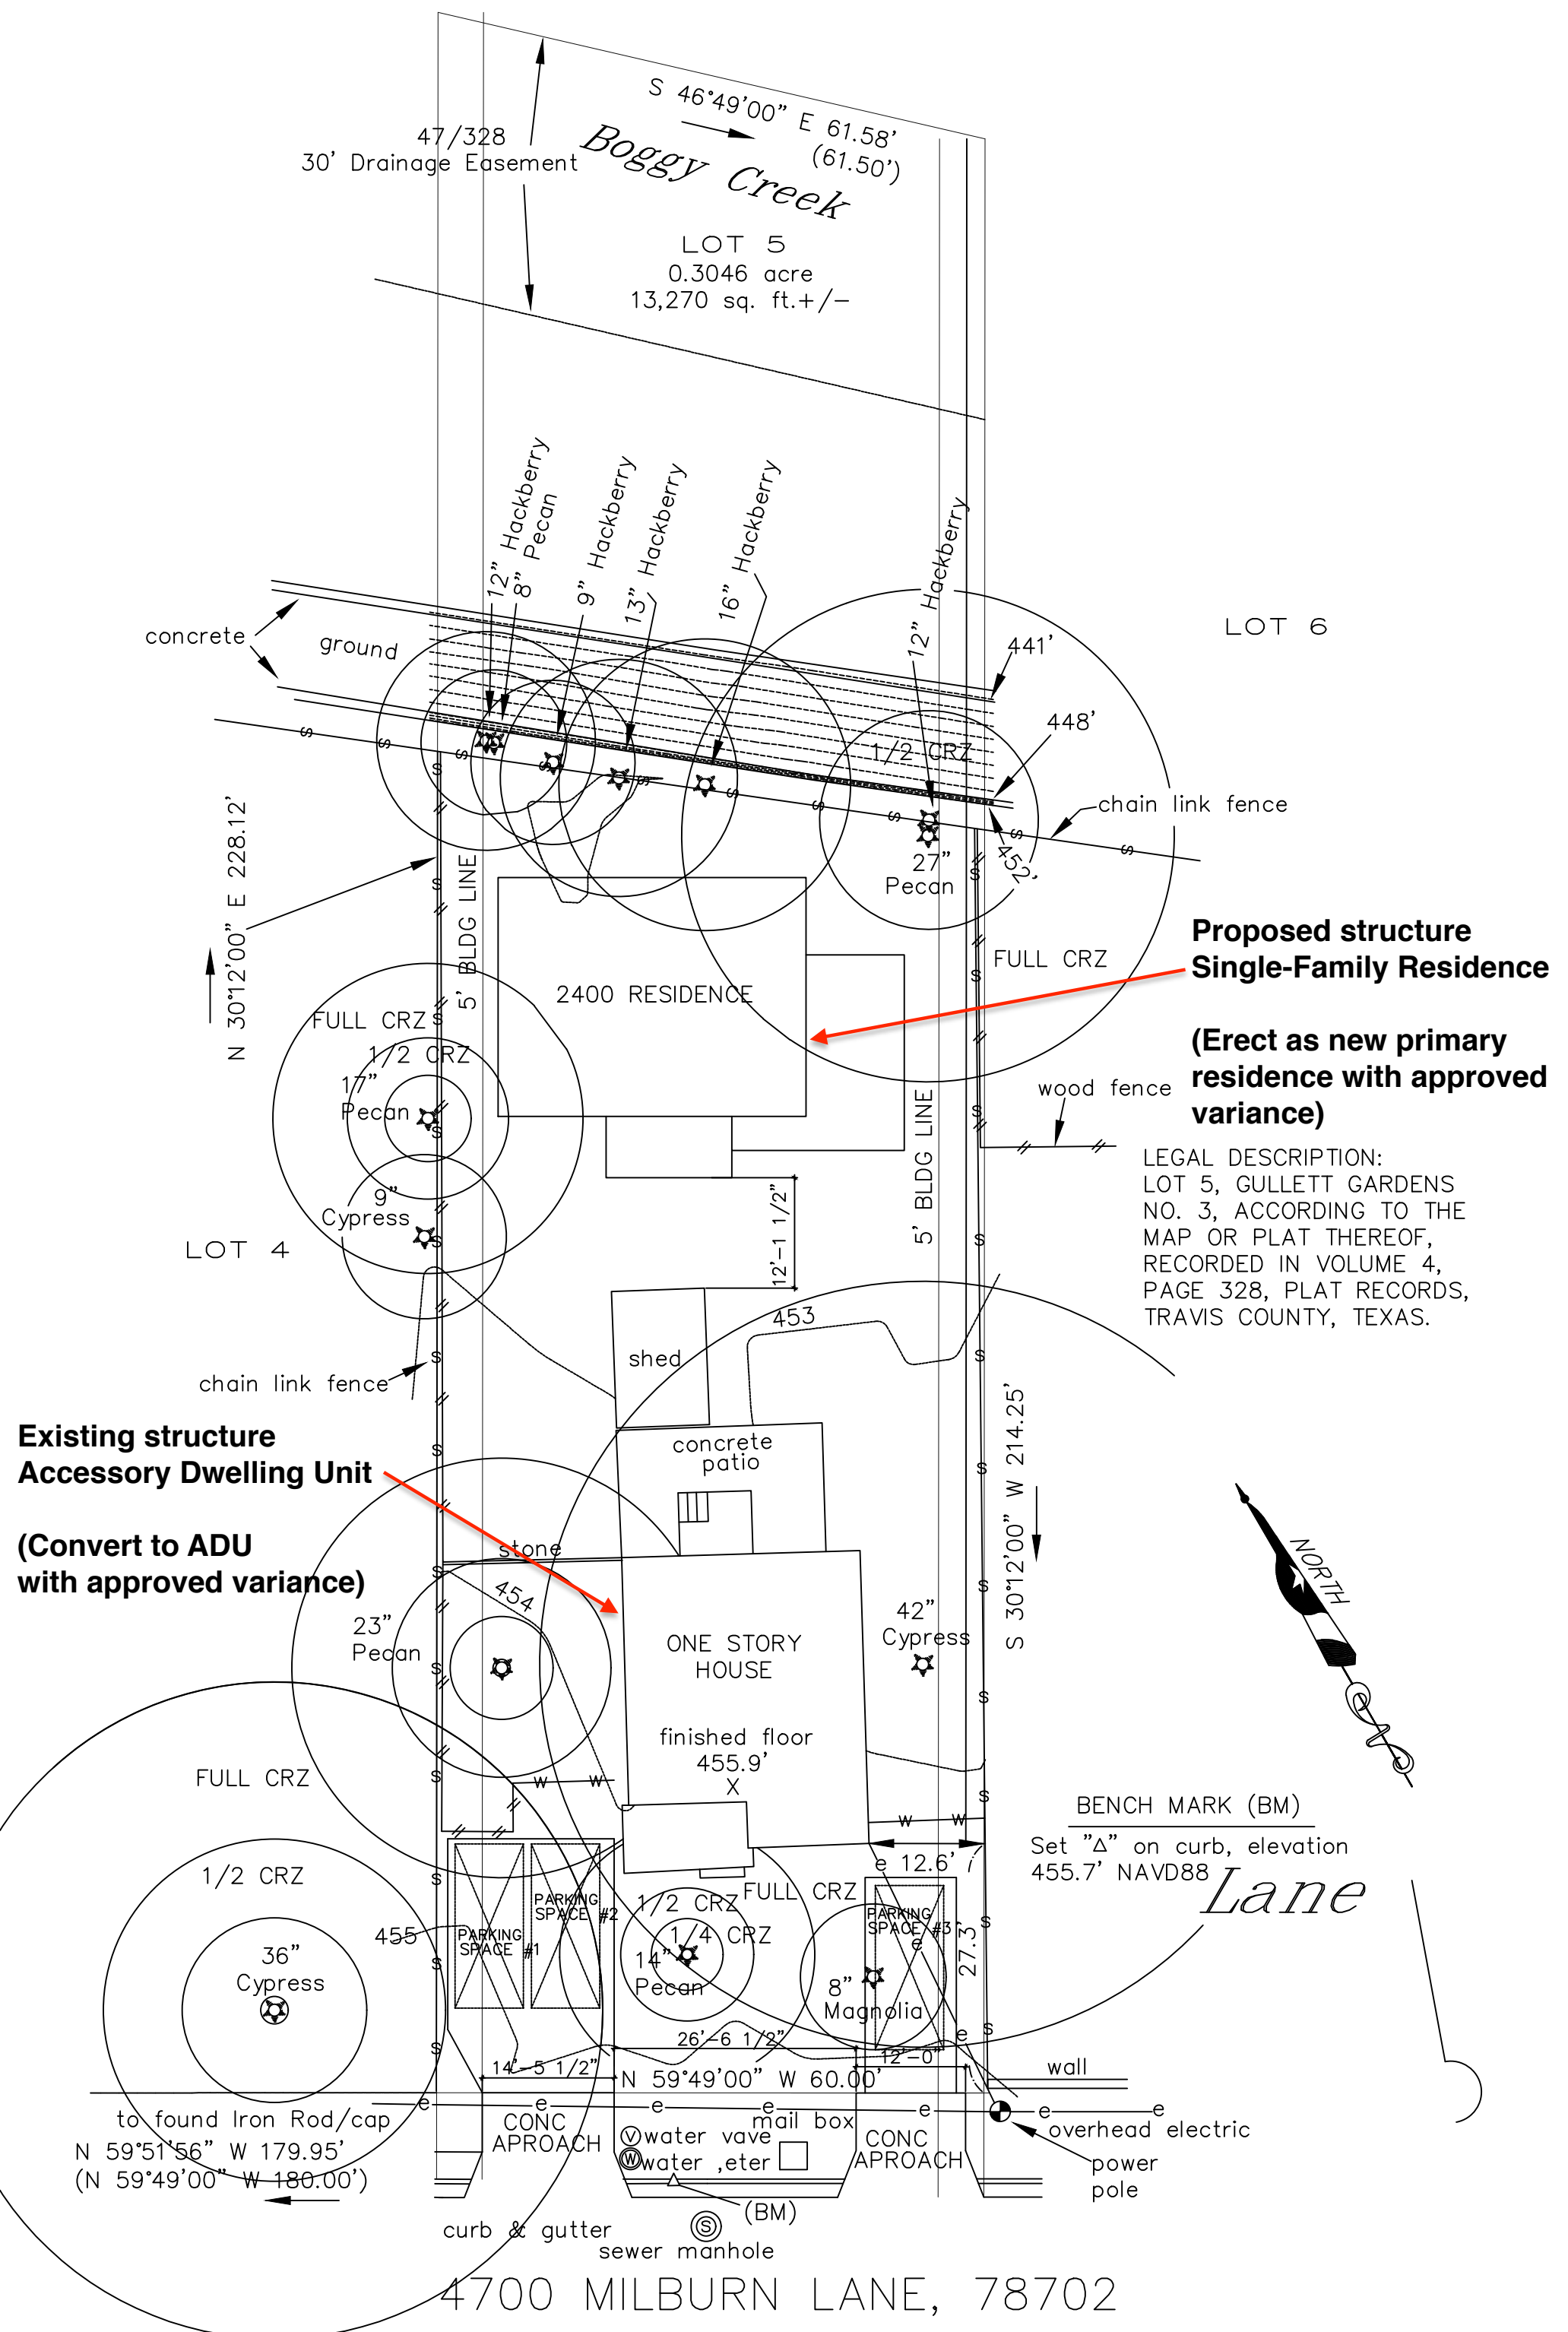 S 46°49'00" E 61.58'
(61.50')
47/328
30' Drainage Easement
Boggy Creek
LOT 5
0.3046 acre
13,270 sq. ft.+/-
12" Hackberry
8" Pecan
9" Hackberry
13" Hackberry
16" Hackberry
12" Hackberry
concrete
ground
LOT 6
441'
448'
1/2 CRZ
chain link fence
452'
27"
Pecan
N 30°12'00" E 228.12'
5' BLDG LINE
FULL CRZ
Proposed structure
Single-Family Residence
(Erect as new primary
residence with approved
variance)
2400 RESIDENCE
FULL CRZ
1/2 CRZ
17"
Pecan
wood fence
5' BLDG LINE
9"
Cypress
LOT 4
12'-1 1/2"
LEGAL DESCRIPTION:
LOT 5, GULLETT GARDENS
NO. 3, ACCORDING TO THE
MAP OR PLAT THEREOF,
RECORDED IN VOLUME 4,
PAGE 328, PLAT RECORDS,
TRAVIS COUNTY, TEXAS.
453
shed
chain link fence
Existing structure
Accessory Dwelling Unit
(Convert to ADU
with approved variance)
concrete
patio
S 30°12'00" W 214.25'
stone
454
NORTH
23"
Pecan
ONE STORY
HOUSE
42"
Cypress
finished floor
455.9'
X
FULL CRZ
BENCH MARK (BM)
Set "Δ" on curb, elevation
455.7' NAVD88
Lane
12.6'
1/2 CRZ
FULL CRZ
PARKING
SPACE #2
PARKING
SPACE #1
PARKING
SPACE #3
1/2 CRZ
1/4 CRZ
455
36"
Cypress
14"
Pecan
8"
Magnolia
27.3'
26'-6 1/2"
14'-5 1/2"
12'-0"
N 59°49'00" W 60.00'
wall
to found Iron Rod/cap
N 59°51'56" W 179.95'
(N 59°49'00" W 180.00')
CONC
APROACH
mail box
water vave
water ,eter
CONC
APROACH
overhead electric
power
pole
(BM)
curb & gutter
sewer manhole
4700 MILBURN LANE, 78702